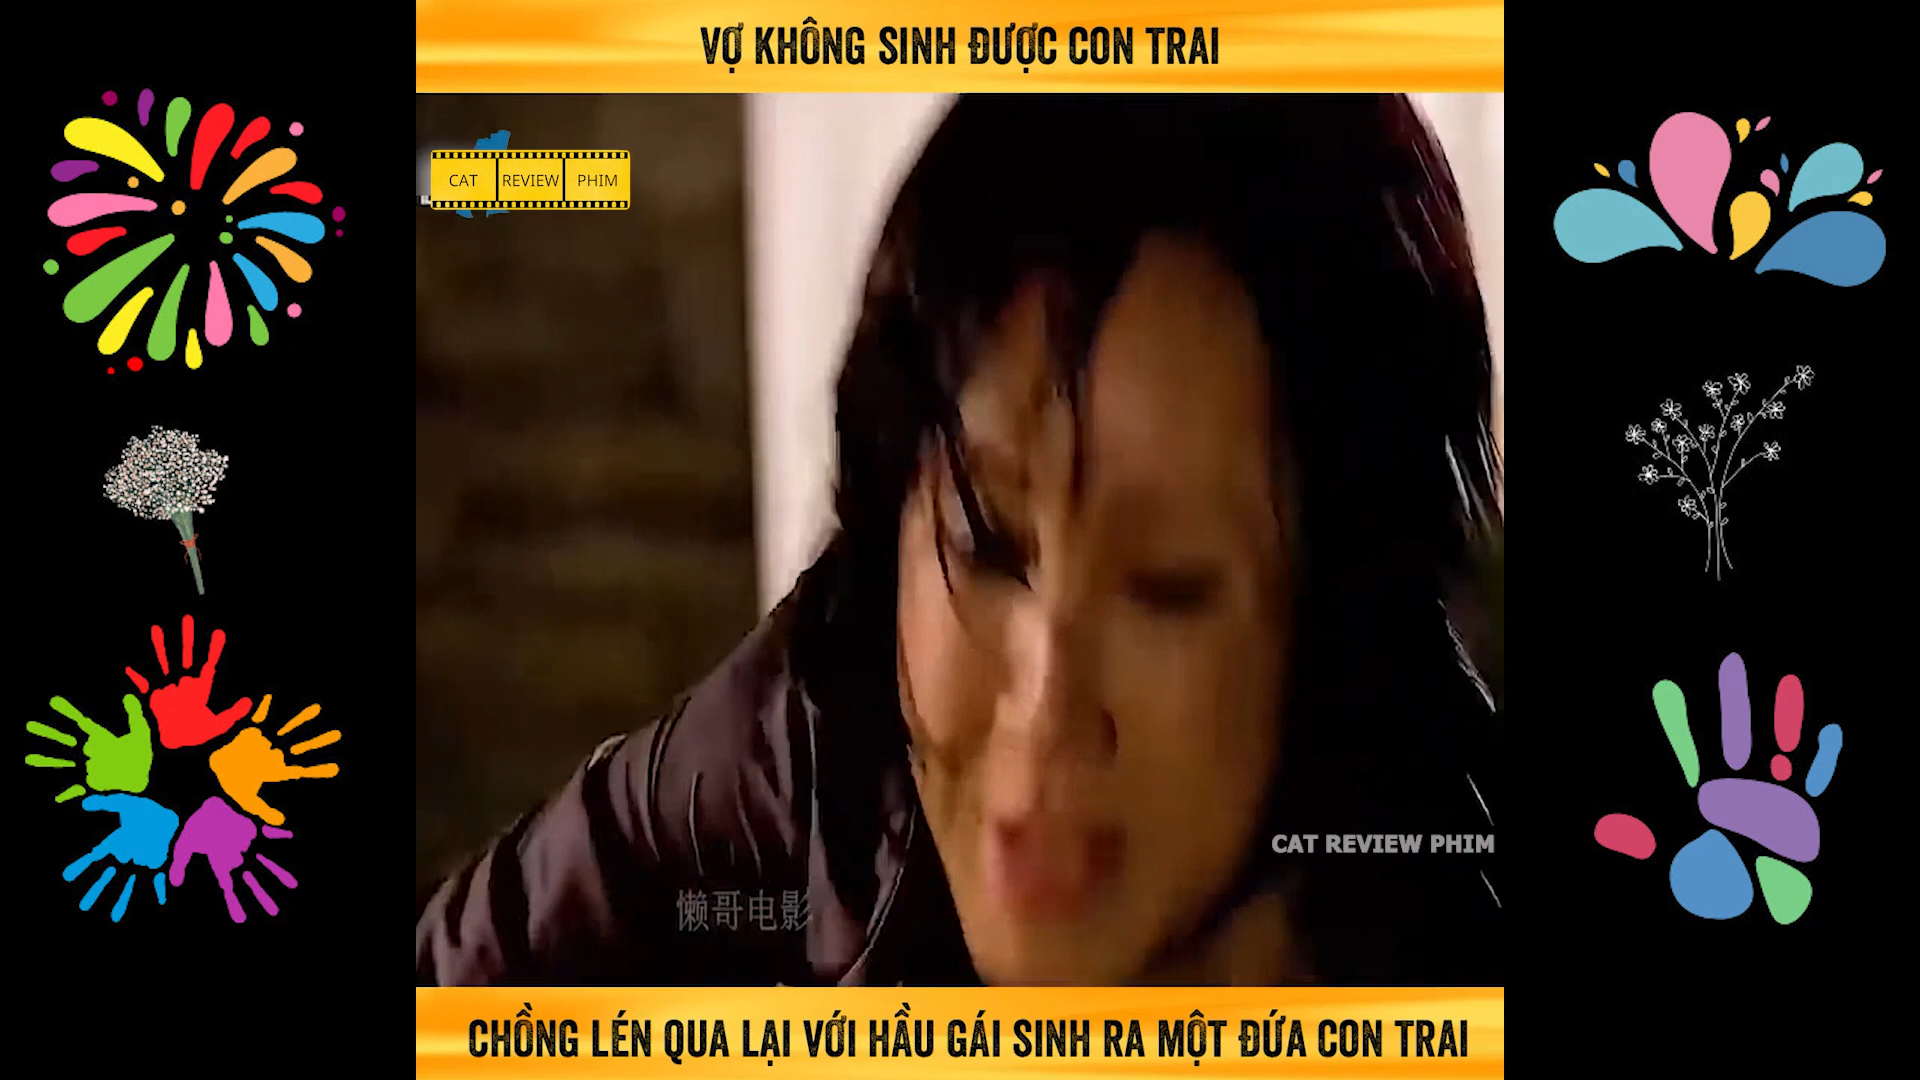 VỢ KHÔNG SINH ĐƯỢC CON TRAI
CAT REVIEW PHIM
CAT REVIEW PHIM
懒哥电影
CHỒNG LÉN QUA LẠI VỚI HẦU GÁI SINH RA MỘT ĐỨA CON TRAI